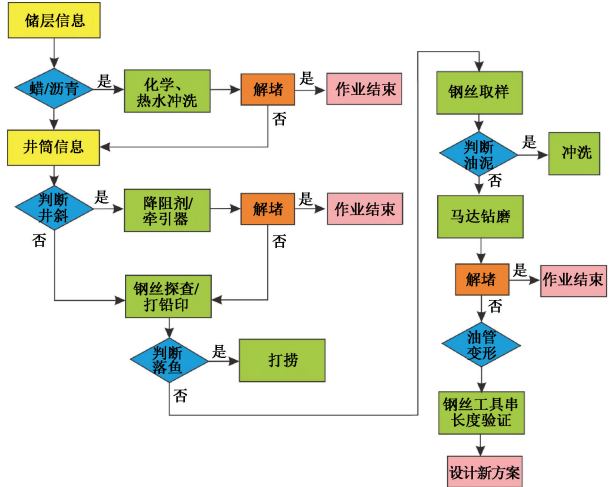 储层信息
蜡/沥青
是
化学、
热水冲洗
解堵
是
作业结束
否
井筒信息
判断
井斜
是
降阻剂/
牵引器
解堵
是
作业结束
否
否
钢丝探查/
打铅印
判断
落鱼
是
打捞
否
钢丝取样
判断
油泥
是
冲洗
否
马达钻磨
解堵
是
作业结束
否
油管
变形
钢丝工具串
长度验证
设计新方案